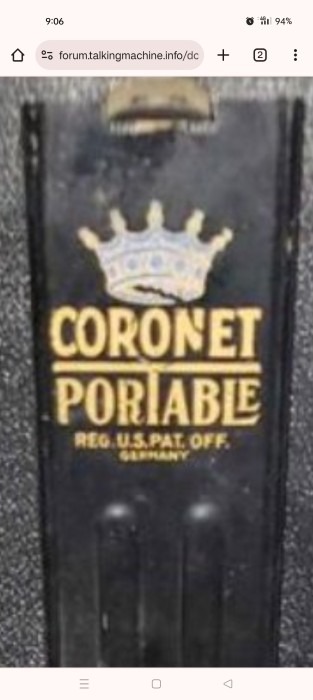 9:06
94%
forum.talkingmachine.info/dc
2
CORONET
PORTABLE
REG. U.S. PAT. OFF.
GERMANY